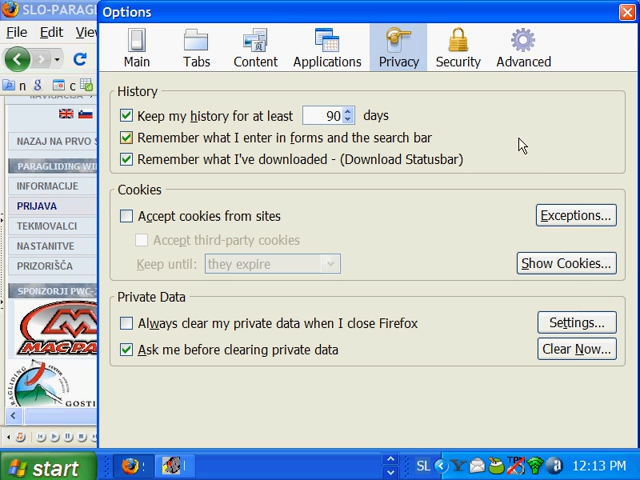 SLO-PARAGL
Options
File Edit Vie
Main Tabs Content Applications Privacy Security Advanced
n g c
NAVIGACIJA
NAZAJ NA PRVO S
PARAGLIDING WI
INFORMACIJE
PRIJAVA
TEKMOVALCI
NASTANITVE
PRIZORIŠČA
SPONZORJI PWC-
MAC PA
GOSTI
History
Keep my history for at least 90 days
Remember what I enter in forms and the search bar
Remember what I've downloaded - (Download Statusbar)
Cookies
Accept cookies from sites Exceptions...
Accept third-party cookies
Keep until: they expire Show Cookies...
Private Data
Always clear my private data when I close Firefox Settings...
Ask me before clearing private data Clear Now...
start SL 12:13 PM